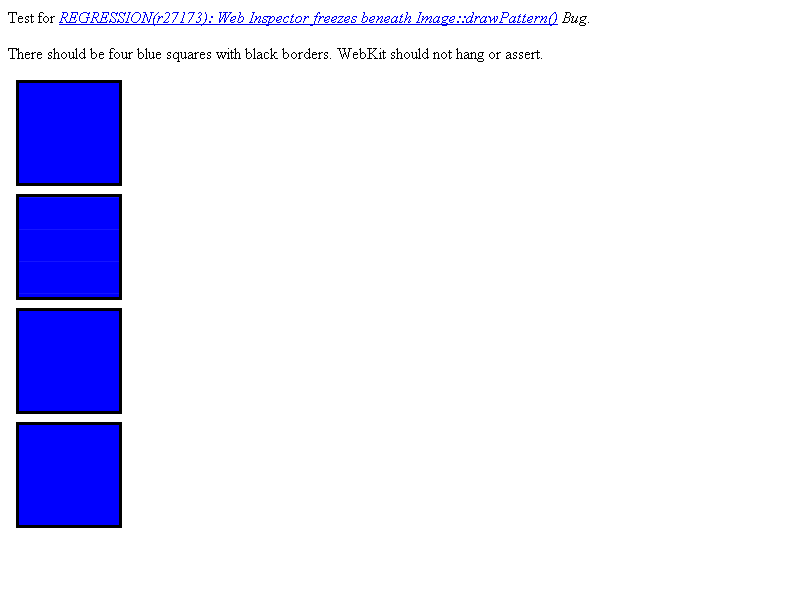 Test for REGRESSION(r27173): Web Inspector freezes beneath Image::drawPattern() Bug.
There should be four blue squares with black borders. WebKit should not hang or assert.